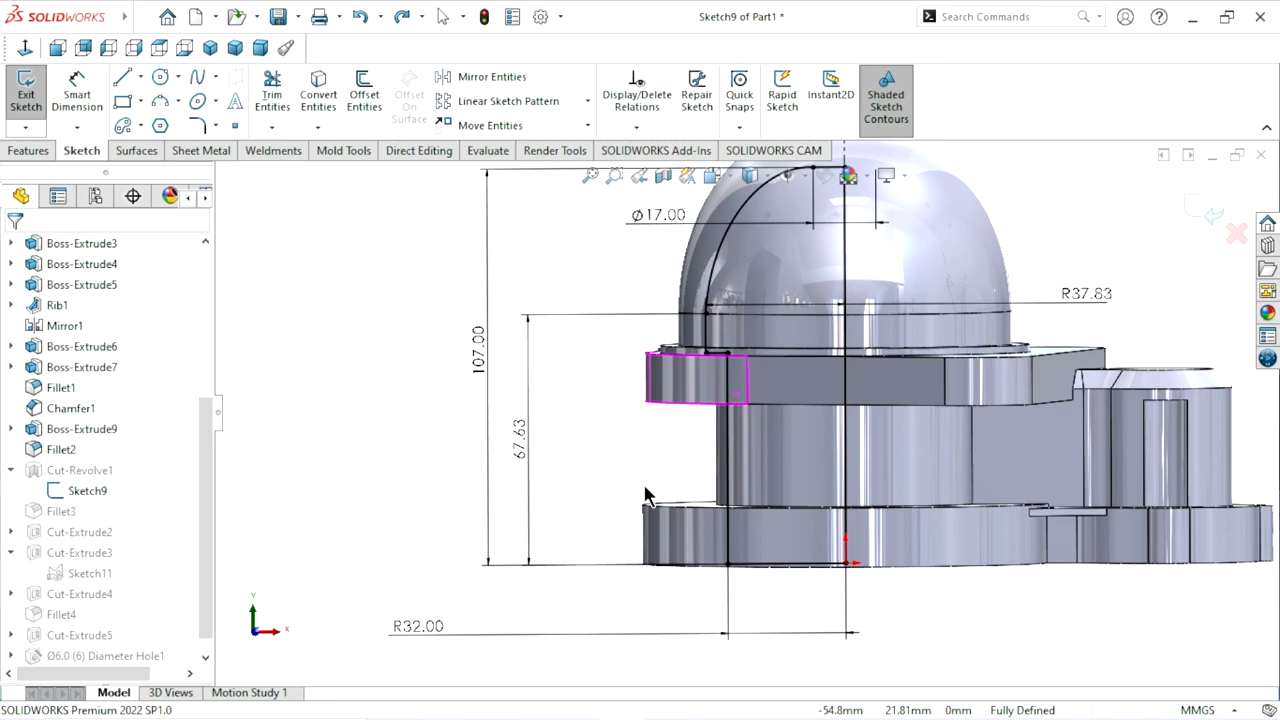 SOLIDWORKS
Sketch9 of Part1 *
Search Commands
Exit Sketch
Smart Dimension
Trim Entities
Convert Entities
Offset Entities
Offset On Surface
Mirror Entities
Linear Sketch Pattern
Move Entities
Display/Delete Relations
Repair Sketch
Quick Snaps
Rapid Sketch
Instant2D
Shaded Sketch Contours
Features
Sketch
Surfaces
Sheet Metal
Weldments
Mold Tools
Direct Editing
Evaluate
Render Tools
SOLIDWORKS Add-Ins
SOLIDWORKS CAM
Boss-Extrude3
Boss-Extrude4
Boss-Extrude5
Rib1
Mirror1
Boss-Extrude6
Boss-Extrude7
Fillet1
Chamfer1
Boss-Extrude9
Fillet2
Cut-Revolve1
Sketch9
Fillet3
Cut-Extrude2
Cut-Extrude3
Sketch11
Cut-Extrude4
Fillet4
Cut-Extrude5
Ø6.0 (6) Diameter Hole1
Ø17.00
R37.83
107.00
67.63
R32.00
Y
X
Model
3D Views
Motion Study 1
SOLIDWORKS Premium 2022 SP1.0
-54.8mm
21.81mm
0mm
Fully Defined
MMGS